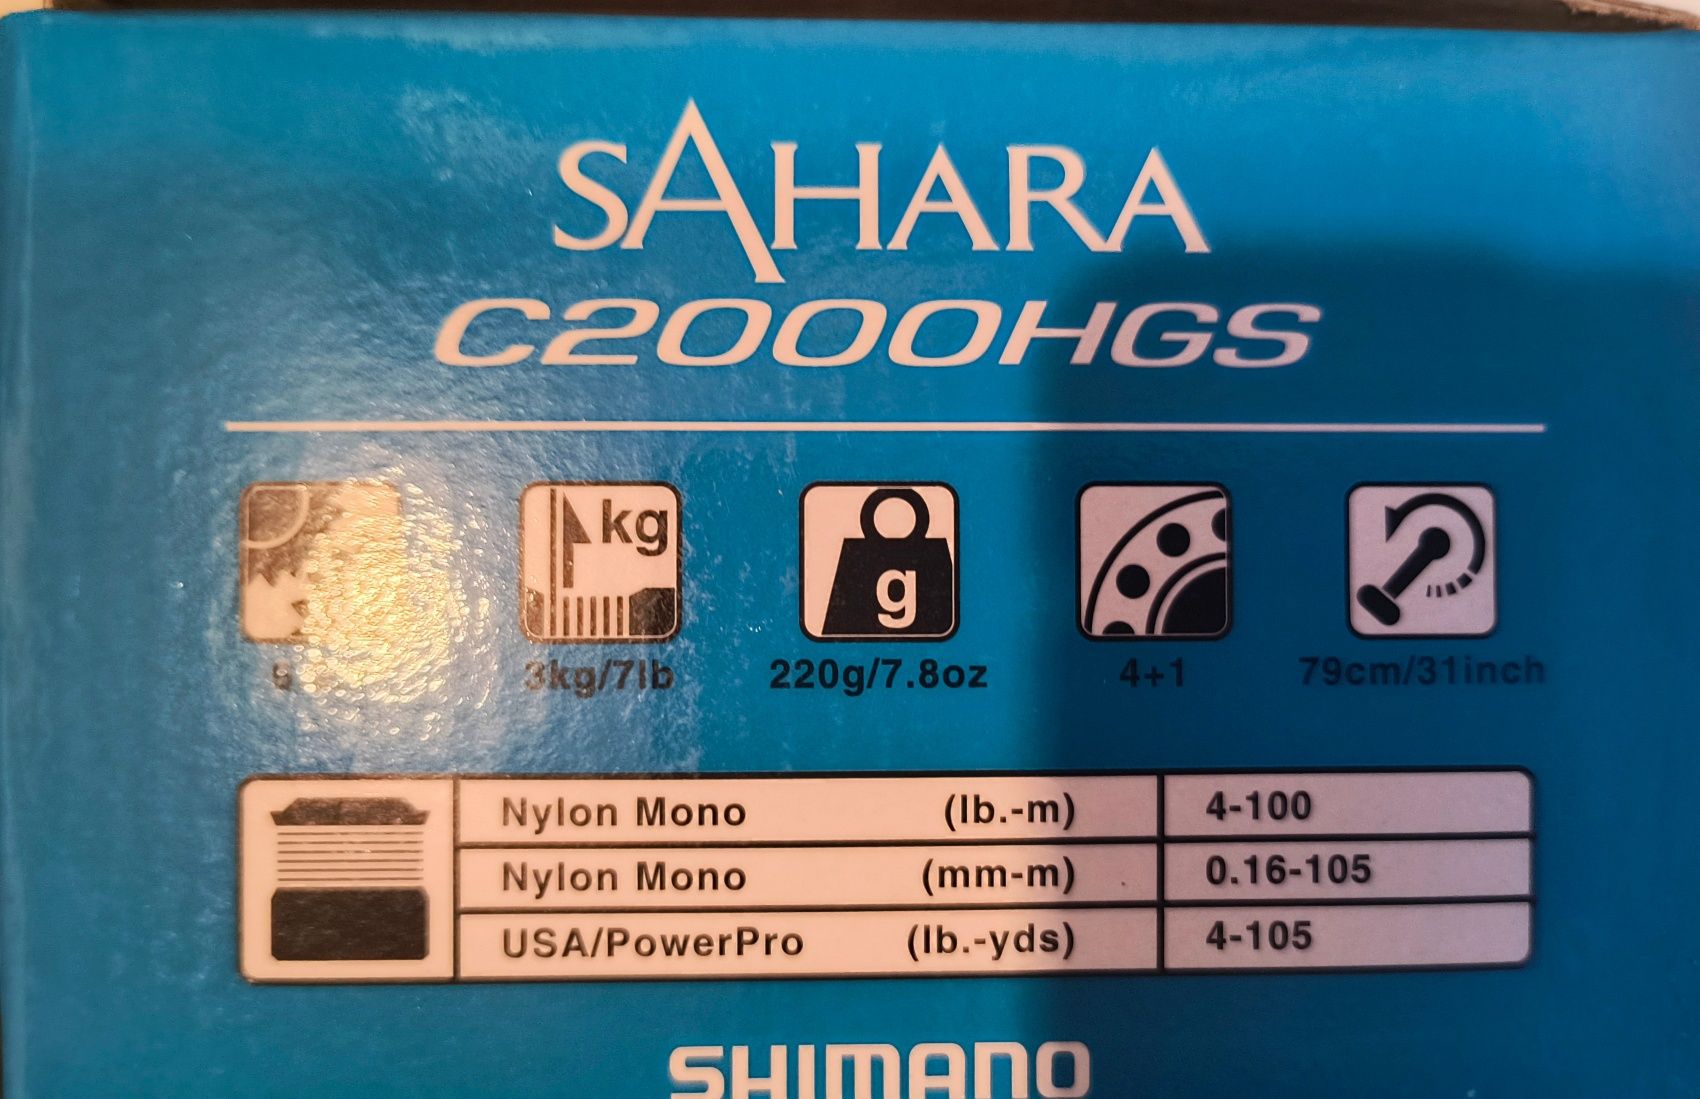 SAHARA
C2000HGS
kg
g
3kg/7lb 220g/7.8oz 4+1 79cm/31inch
Nylon Mono (lb.-m) 4-100
Nylon Mono (mm-m) 0.16-105
USA/PowerPro (lb.-yds) 4-105
SHIMANO